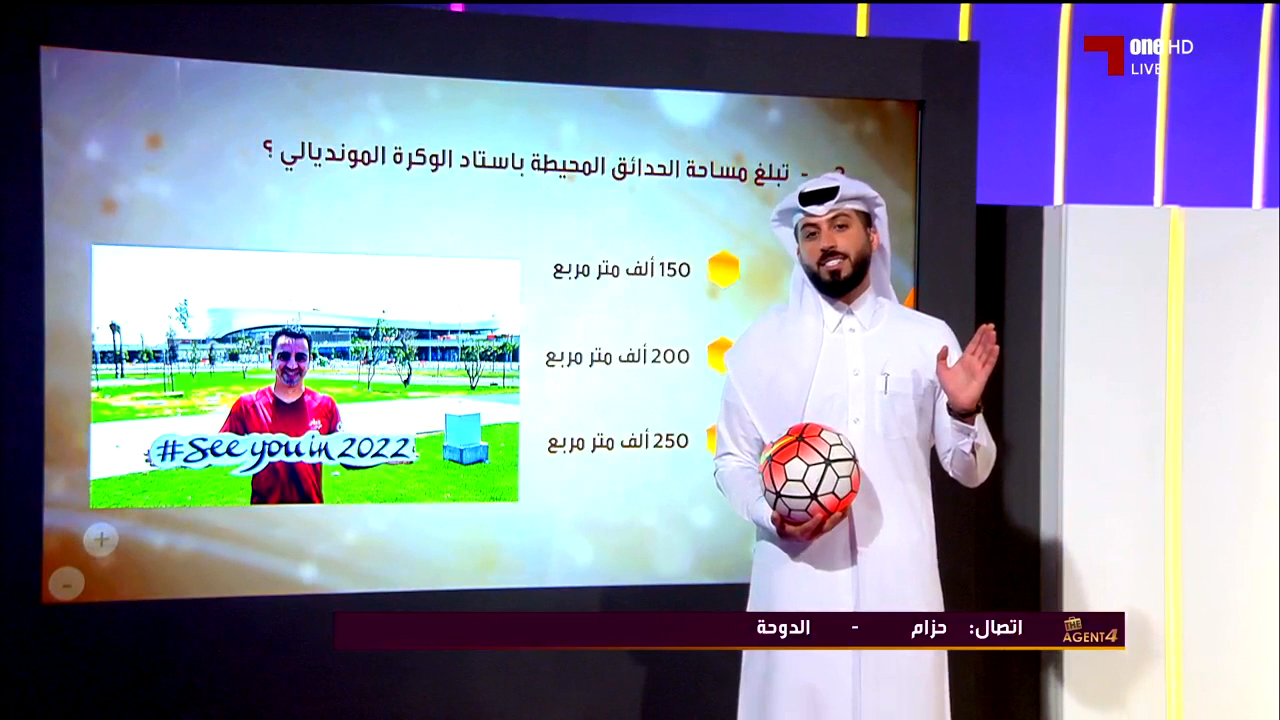 one HD
LIVE
- تبلغ مساحة الحدائق المحيطة باستاد الوكرة المونديالي ؟
150 ألف متر مربع
200 ألف متر مربع
250 ألف متر مربع
#See you in 2022
+
-
اتصال: حزام - الدوحة
THE
AGENT4